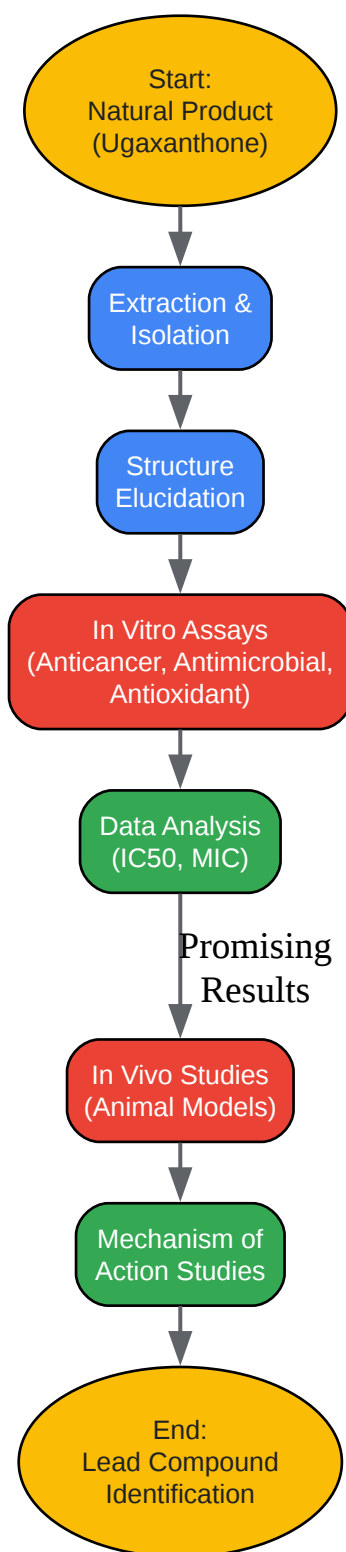 Start:
Natural Product
(Ugaxanthone)
Extraction &
Isolation
Structure
Elucidation
In Vitro Assays
(Anticancer, Antimicrobial,
Antioxidant)
Data Analysis
(IC50, MIC)
Promising
Results
In Vivo Studies
(Animal Models)
Mechanism of
Action Studies
End:
Lead Compound
Identification